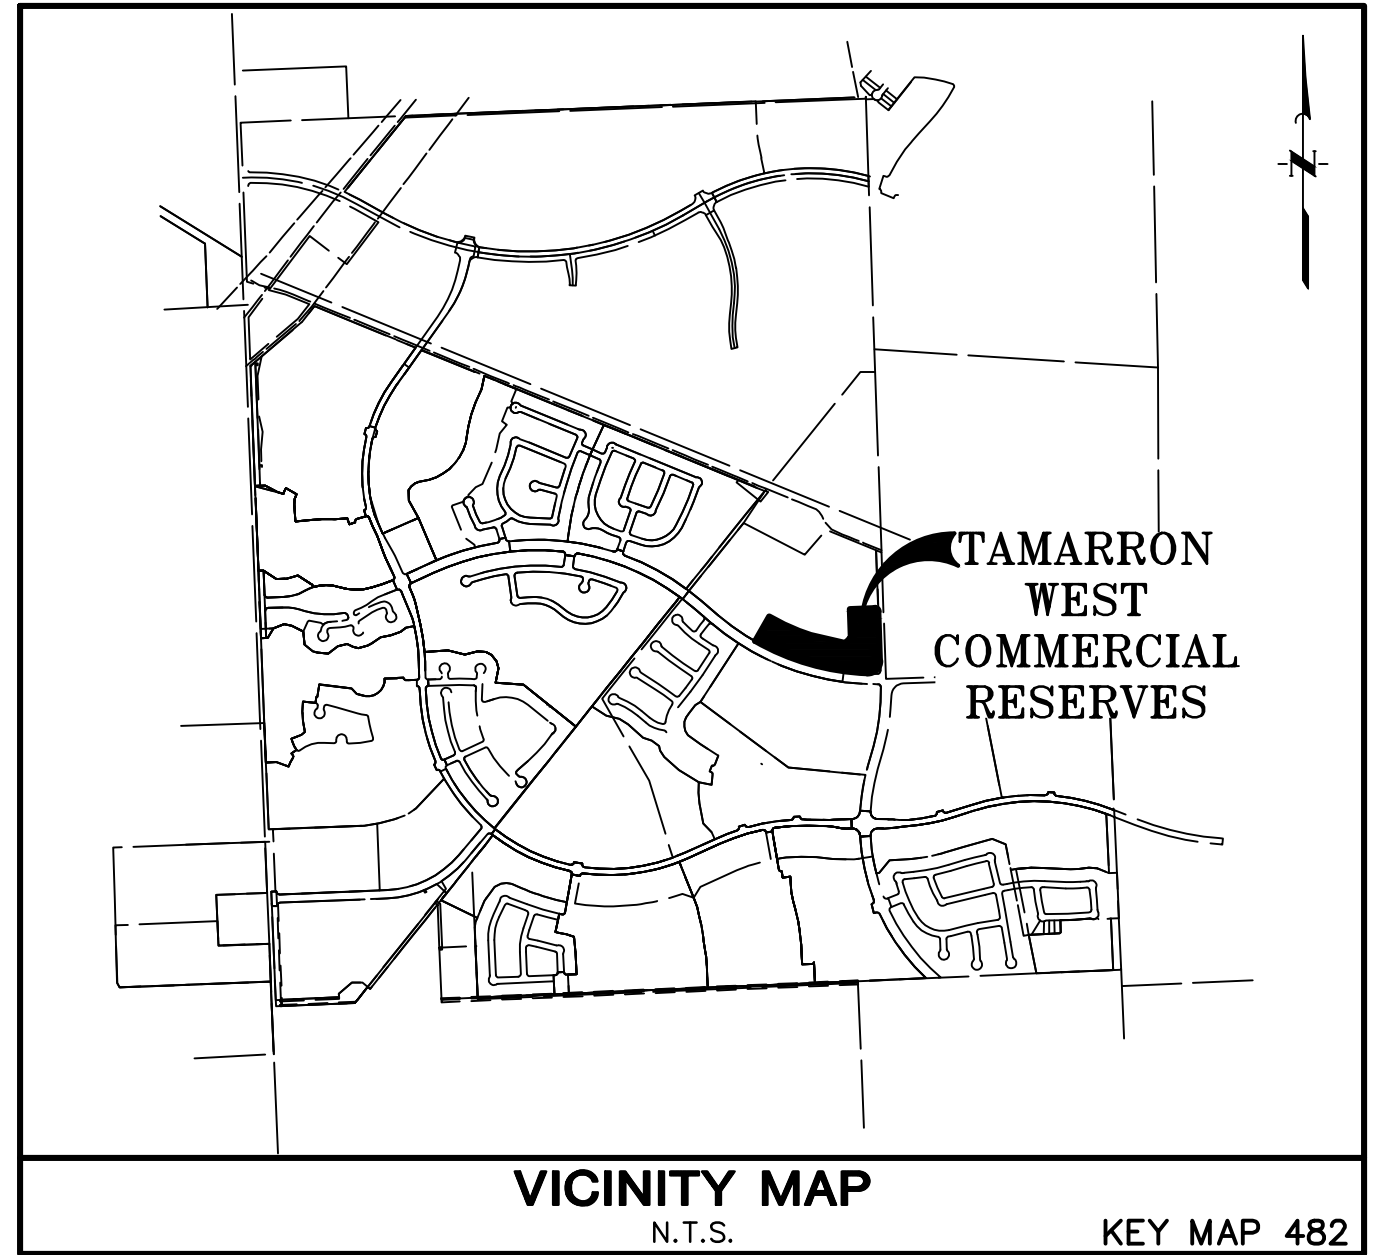 N
TAMARRON
WEST
COMMERCIAL
RESERVES
VICINITY MAP
N.T.S.
KEY MAP 482